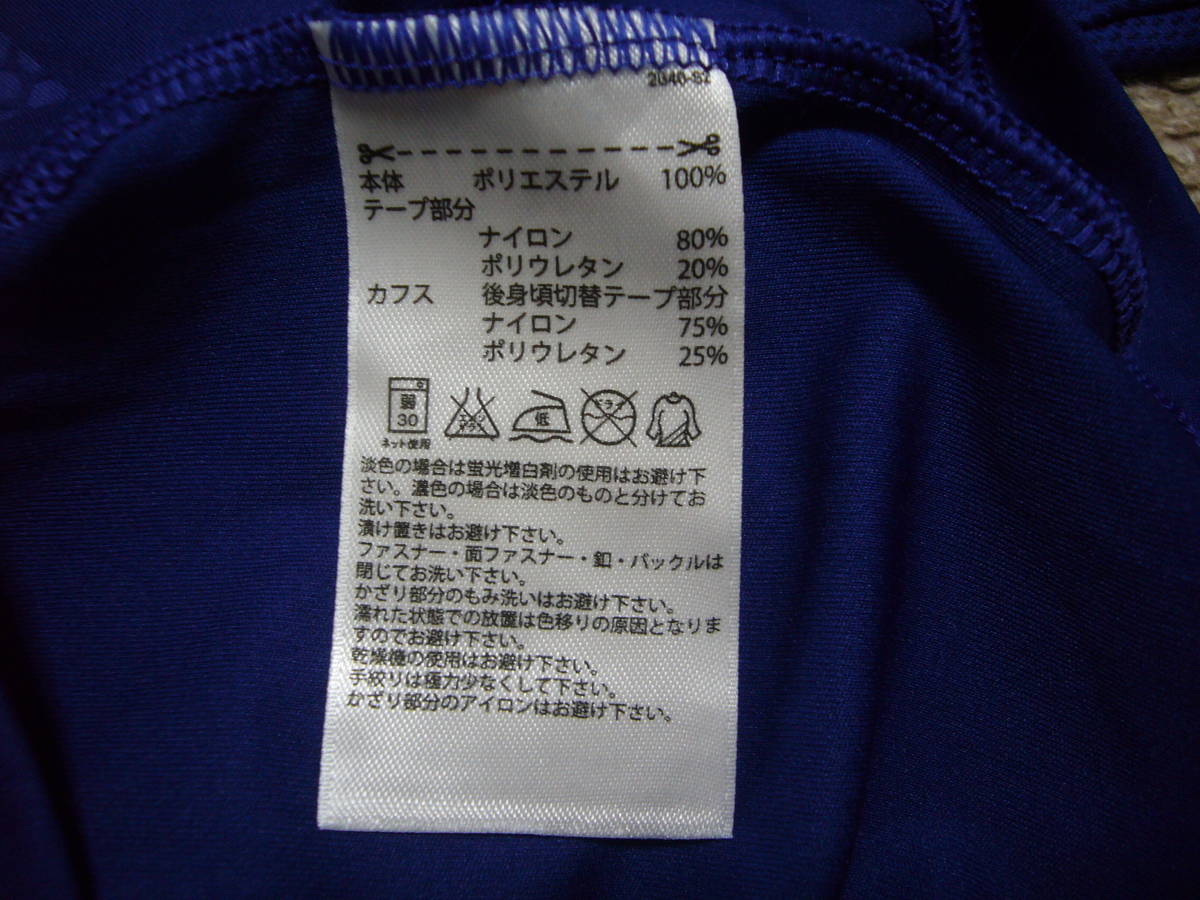 2040-S2
本体 ポリエステル 100%
テープ部分
ナイロン 80%
ポリウレタン 20%
カフス 後身頃切替テープ部分
ナイロン 75%
ポリウレタン 25%
弱
30
ネット使用
エンソ
サラシ
低
ドライ
淡色の場合は蛍光増白剤の使用はお避け下
さい。濃色の場合は淡色のものと分けてお
洗い下さい。
漬け置きはお避け下さい。
ファスナー・面ファスナー・釦・バックルは
閉じてお洗い下さい。
かざり部分のもみ洗いはお避け下さい。
濡れた状態での放置は色移りの原因となりま
すのでお避け下さい。
乾燥機の使用はお避け下さい。
手絞りは極力少なくして下さい。
かざり部分のアイロンはお避け下さい。